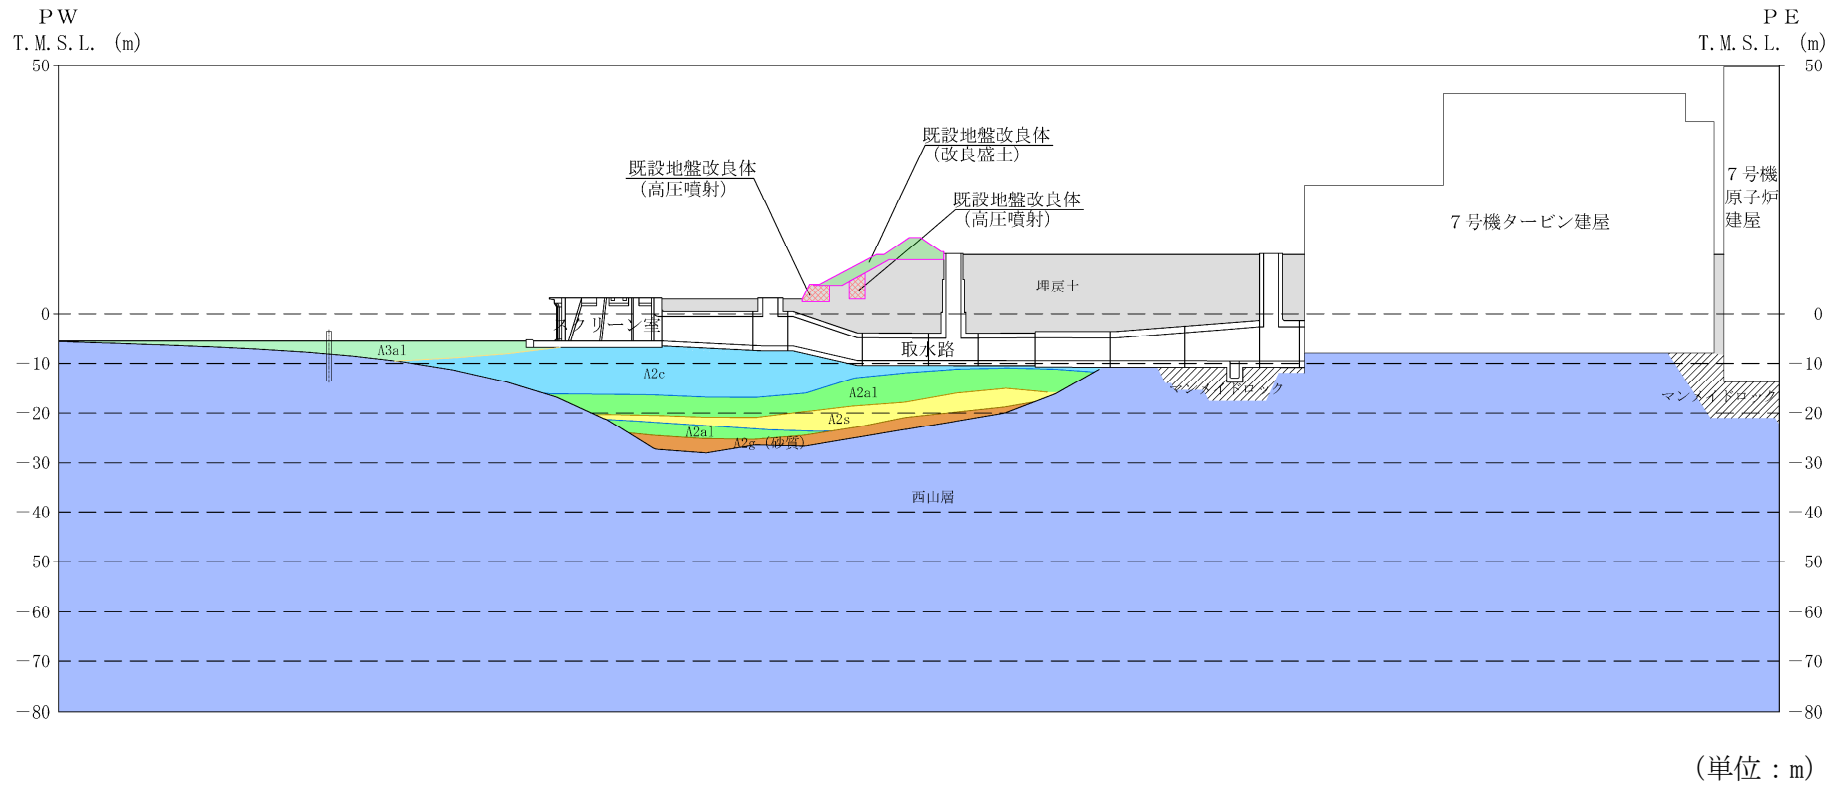 ＰＷ
ＰＥ
T.M.S.L. (m)
T.M.S.L. (m)
50
50
既設地盤改良体
(改良盛土)
既設地盤改良体
(高圧噴射)
既設地盤改良体
(高圧噴射)
７号機
原子炉
建屋
７号機タービン建屋
埋戻土
0
0
スクリーン室
取水路
A3al
A2c
-10
-10
マンメイドロック
マンメイドロック
A2al
A2s
-20
-20
A2al
A2g (砂質)
-30
-30
西山層
-40
-40
50
-50
-60
-60
-70
-70
-80
-80
(単位：m)